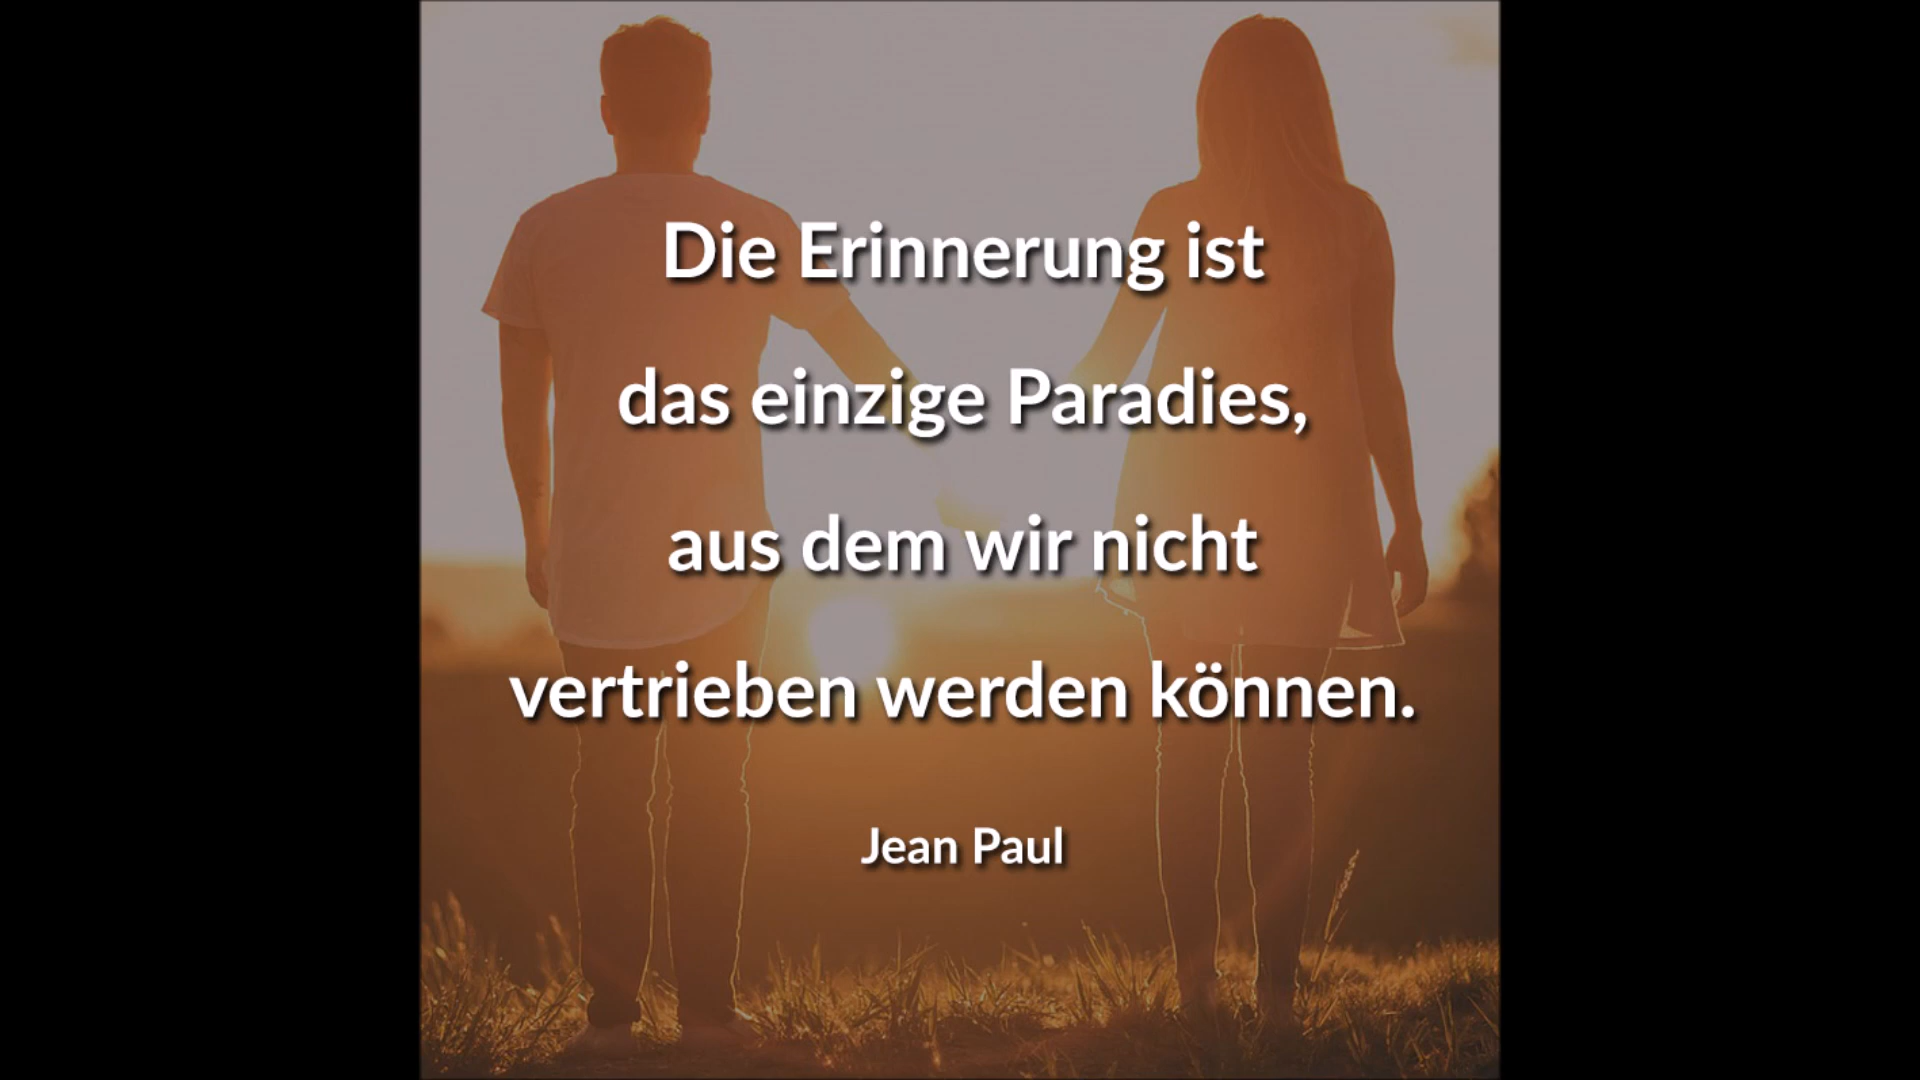 Die Erinnerung ist
das einzige Paradies,
aus dem wir nicht
vertrieben werden können.
Jean Paul